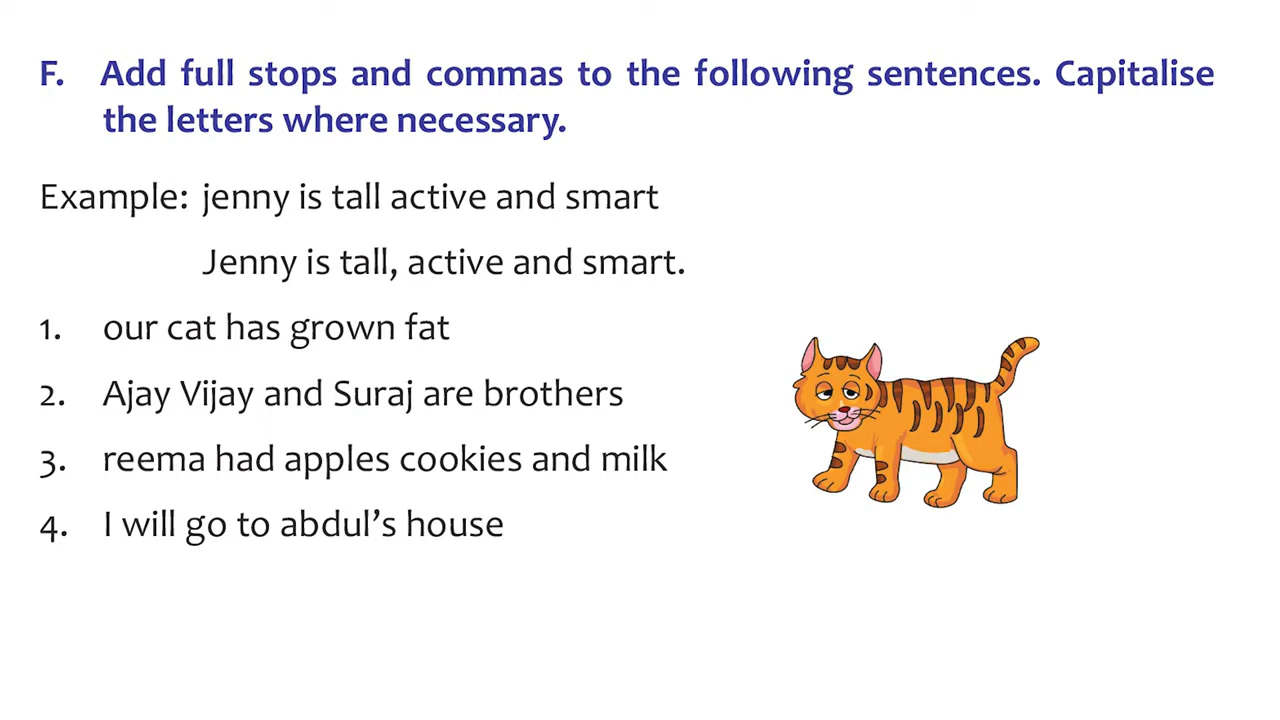 F. Add full stops and commas to the following sentences. Capitalise
the letters where necessary.
Example: jenny is tall active and smart
Jenny is tall, active and smart.
1. our cat has grown fat
2. Ajay Vijay and Suraj are brothers
3. reema had apples cookies and milk
4. I will go to abdul’s house